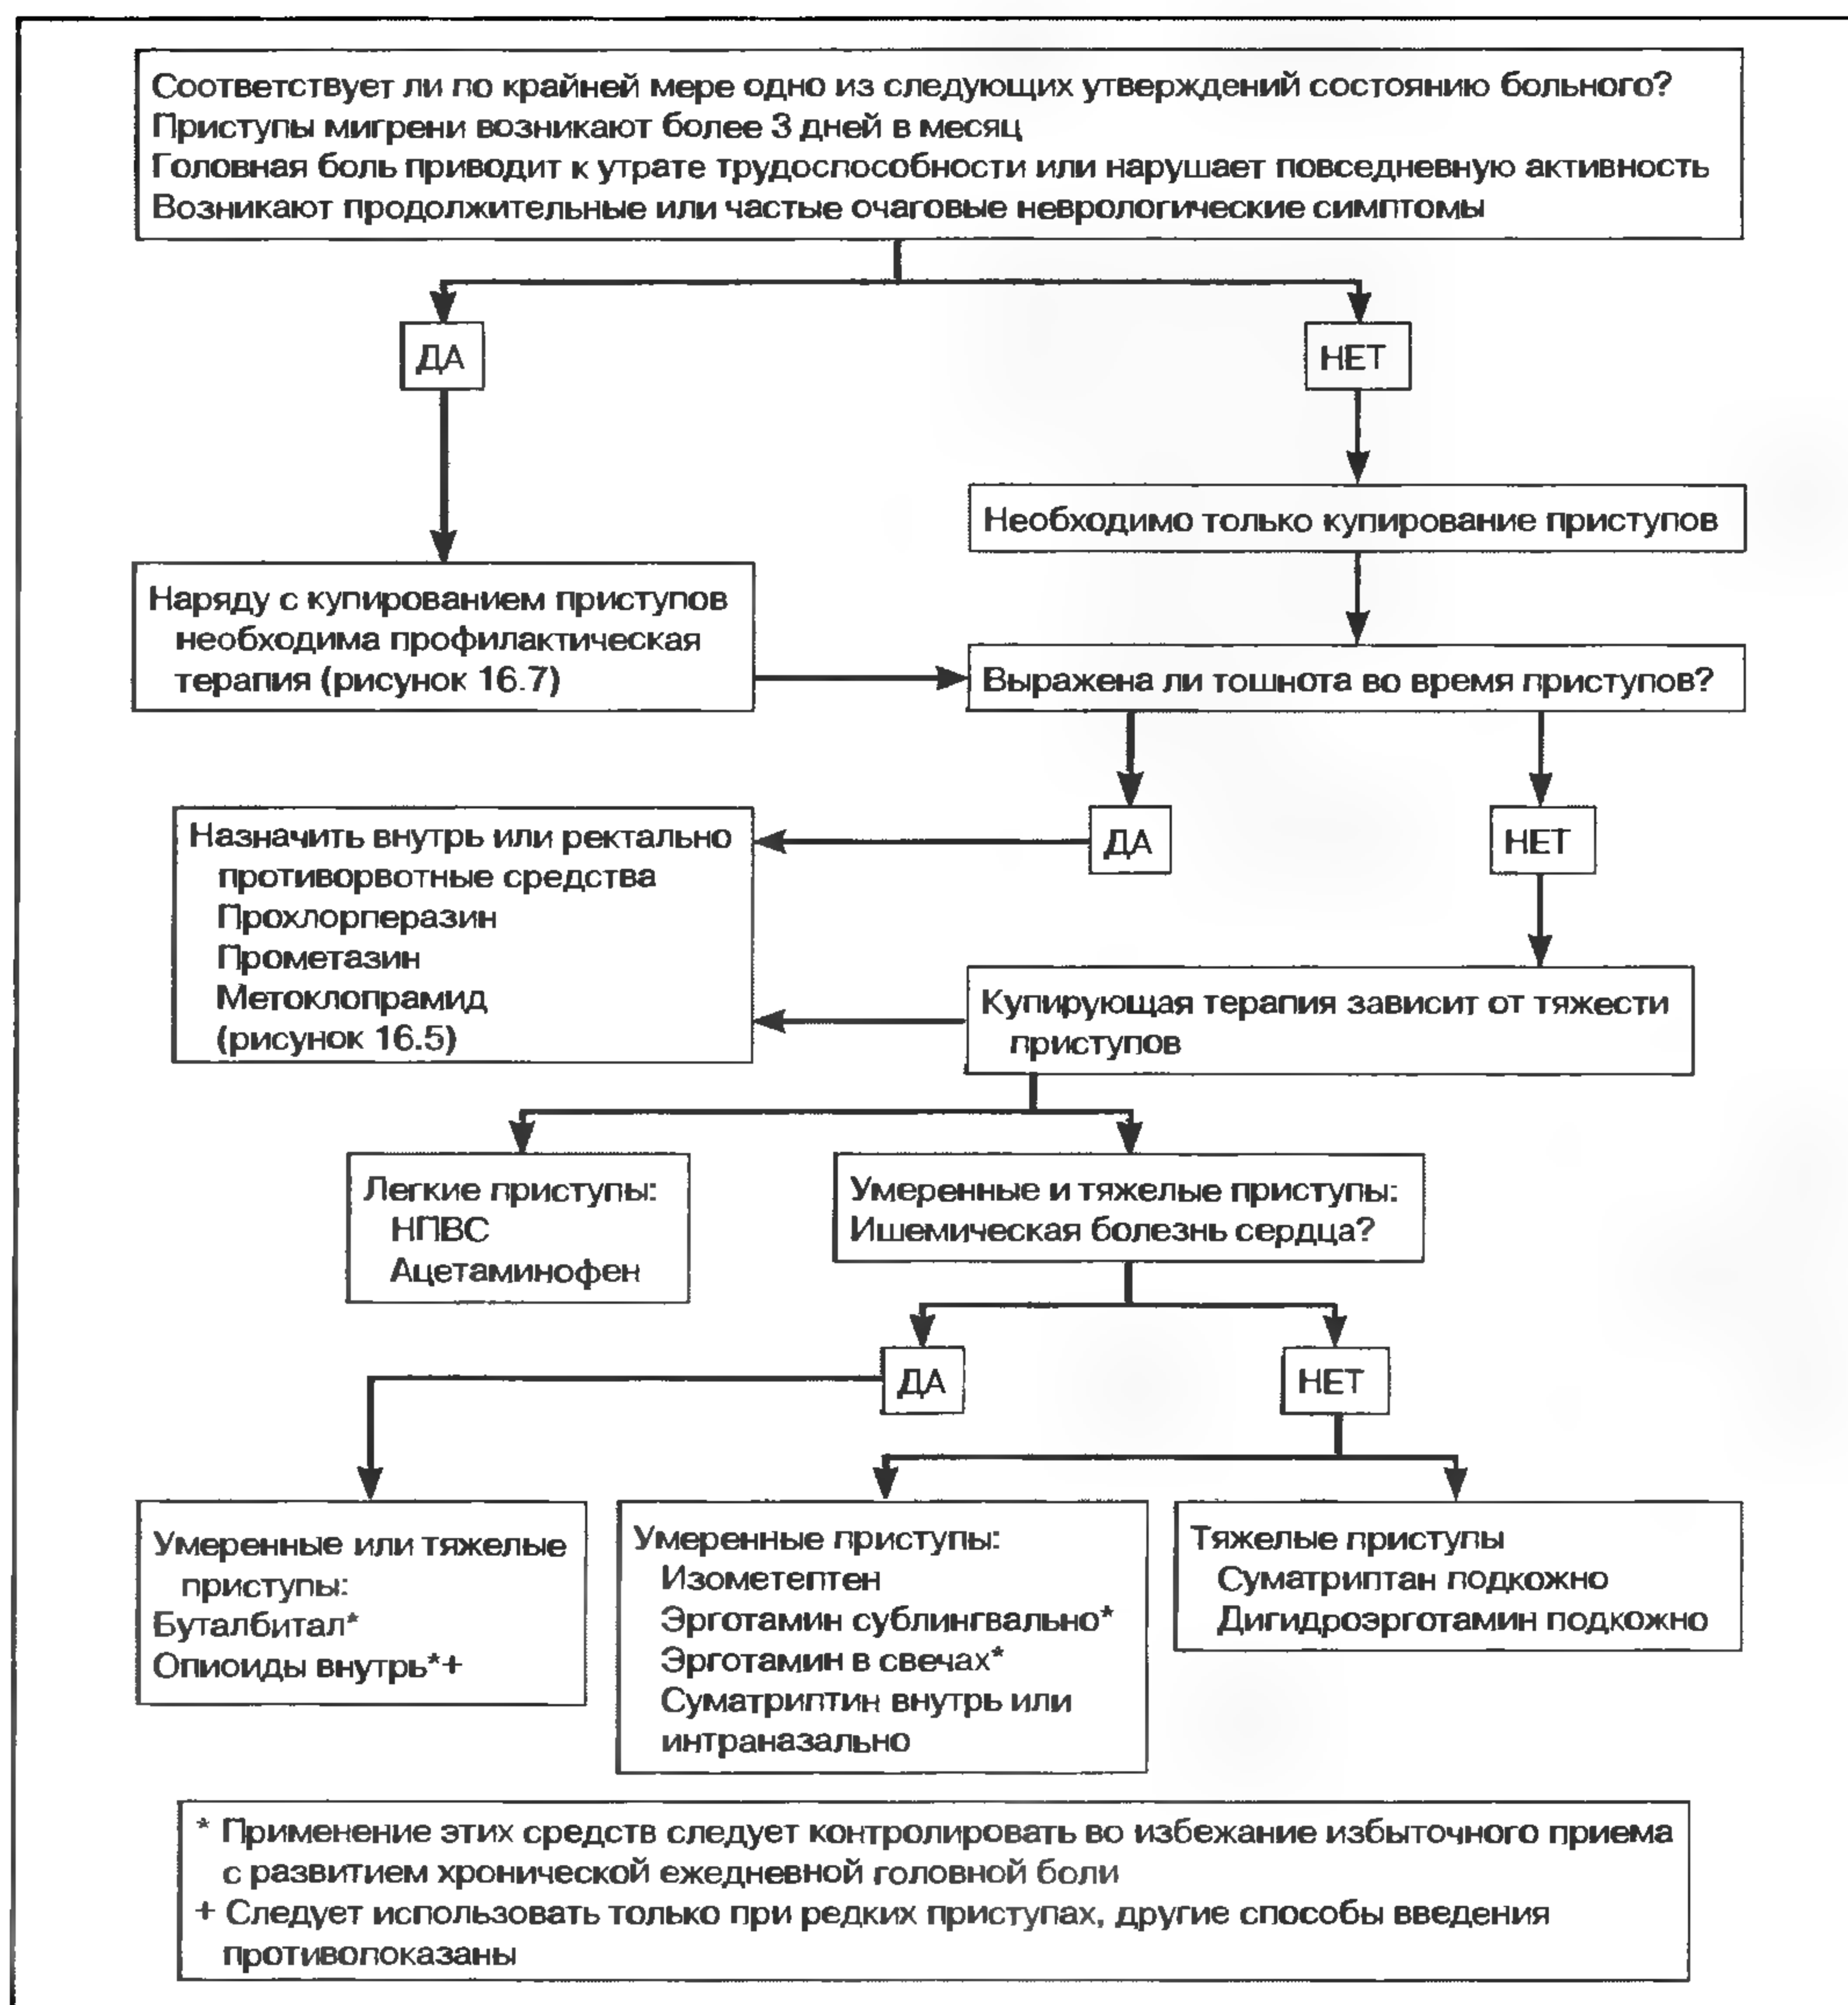 Соответствует ли по крайней мере одно из следующих утверждений состоянию больного?
Приступы мигрени возникают более 3 дней в месяц
Головная боль приводит к утрате трудоспособности или нарушает повседневную активность
Возникают продолжительные или частые очаговые неврологические симптомы
ДА
НЕТ
Необходимо только купирование приступов
Наряду с купированием приступов
необходима профилактическая
терапия (рисунок 16.7)
Выражена ли тошнота во время приступов?
ДА
НЕТ
Назначить внутрь или ректально
противорвотные средства
Прохлорперазин
Прометазин
Метоклопрамид
(рисунок 16.5)
Купирующая терапия зависит от тяжести
приступов
Легкие приступы:
НПВС
Ацетаминофен
Умеренные и тяжелые приступы:
Ишемическая болезнь сердца?
ДА
НЕТ
Умеренные или тяжелые
приступы:
Буталбитал*
Опиоиды внутрь*+
Умеренные приступы:
Изометептен
Эрготамин сублингвально*
Эрготамин в свечах*
Суматриптин внутрь или
интраназально
Тяжелые приступы
Суматриптан подкожно
Дигидроэрготамин подкожно
* Применение этих средств следует контролировать во избежание избыточного приема
с развитием хронической ежедневной головной боли
+ Следует использовать только при редких приступах, другие способы введения
противопоказаны